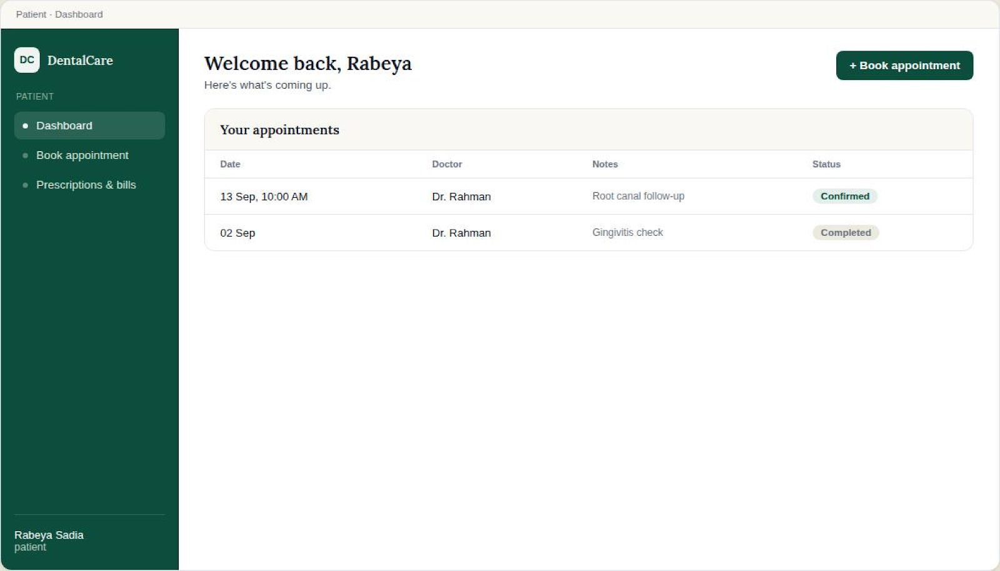 Patient · Dashboard
DC DentalCare
PATIENT
Dashboard
Book appointment
Prescriptions & bills
Rabeya Sadia
patient
Welcome back, Rabeya
Here's what's coming up.
+ Book appointment
Your appointments
Date Doctor Notes Status
13 Sep, 10:00 AM Dr. Rahman Root canal follow-up Confirmed
02 Sep Dr. Rahman Gingivitis check Completed